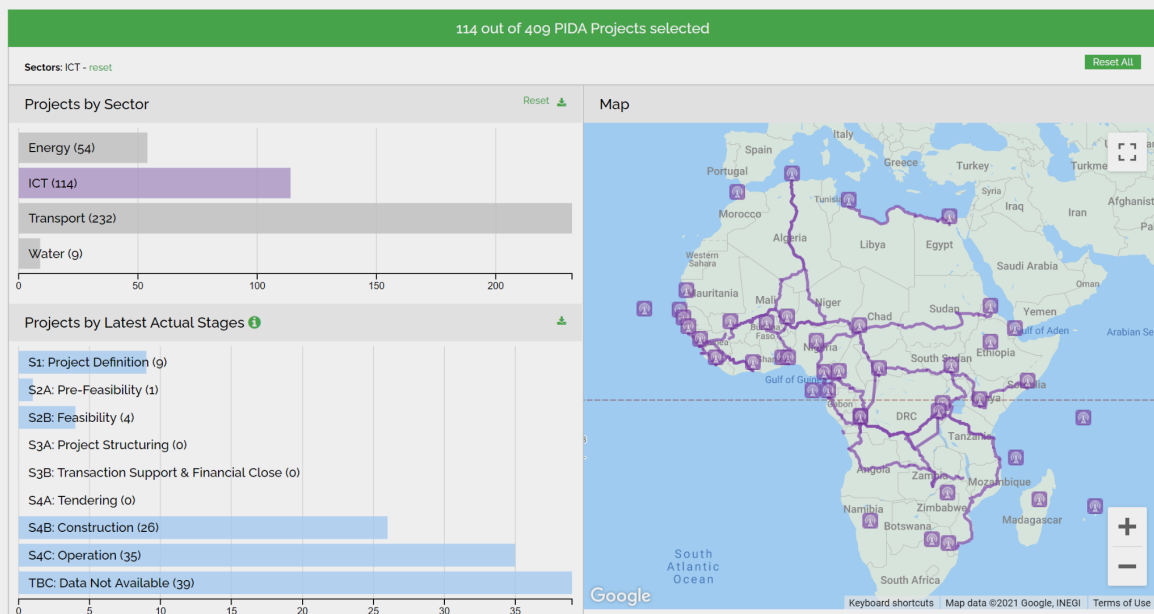 114 out of 409 PIDA Projects selected
Sectors: ICT - reset
Reset All
Projects by Sector
Reset
Energy (54)
ICT (114)
Transport (232)
Water (9)
0 50 100 150 200
Projects by Latest Actual Stages
S1: Project Definition (9)
S2A: Pre-Feasibility (1)
S2B: Feasibility (4)
S3A: Project Structuring (0)
S3B: Transaction Support & Financial Close (0)
S4A: Tendering (0)
S4B: Construction (26)
S4C: Operation (35)
TBC: Data Not Available (39)
0 5 10 15 20 25 30 35
Map
Italy
Spain
Portugal
Greece
Turkey
Turkme
Syria
Tunis
Iraq
Iran
Afghanist
Morocco
Algeria
Libya
Egypt
Western
Sahara
Saudi Arabia
Oman
Mauritania
Mali
Niger
Chad
Sudan
Yemen
Gulf of Aden
Arabian Se
Burkina
Faso
Nigeria
South Sudan
Ethiopia
Gulf of Guin
Gabon
DRC
Tanzania
Angola
Zambia
Mozambique
Namibia
Zimbabwe
Botswana
Madagascar
South
Atlantic
Ocean
South Africa
Google
Keyboard shortcuts
Map data ©2021 Google, INEGI
Terms of Use